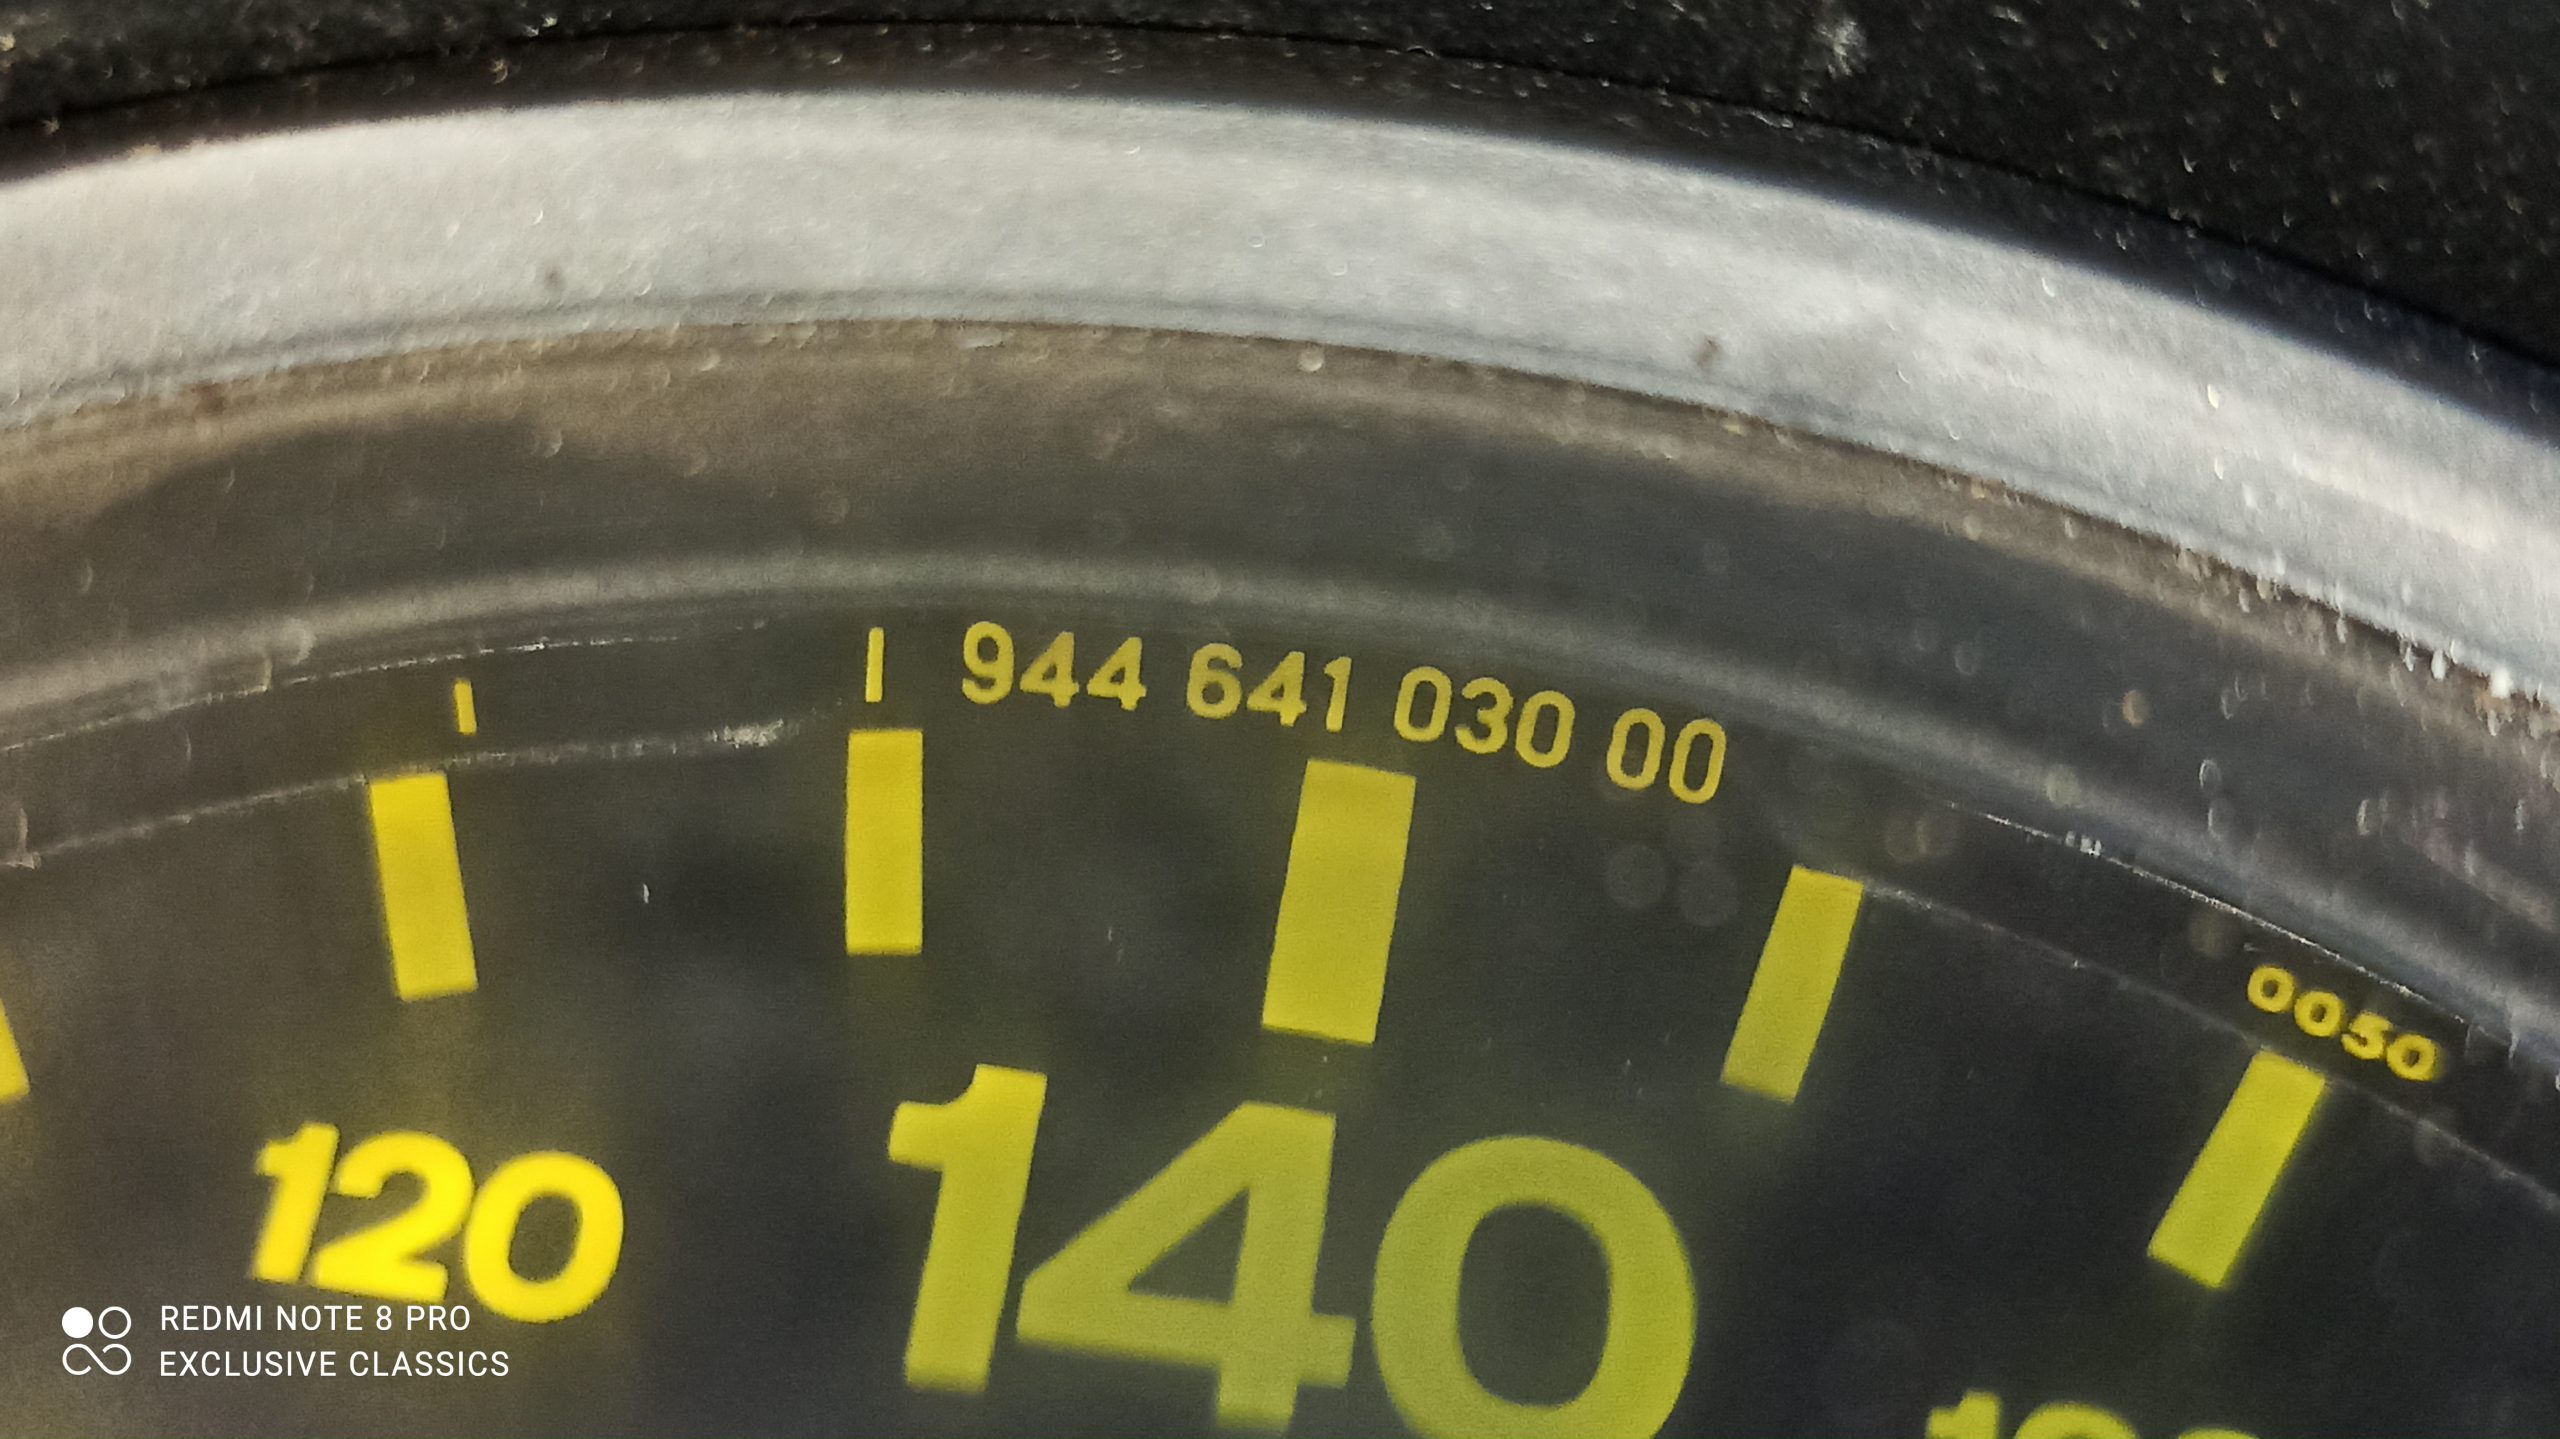 944 641 030 00
0050
120
140
REDMI NOTE 8 PRO
EXCLUSIVE CLASSICS